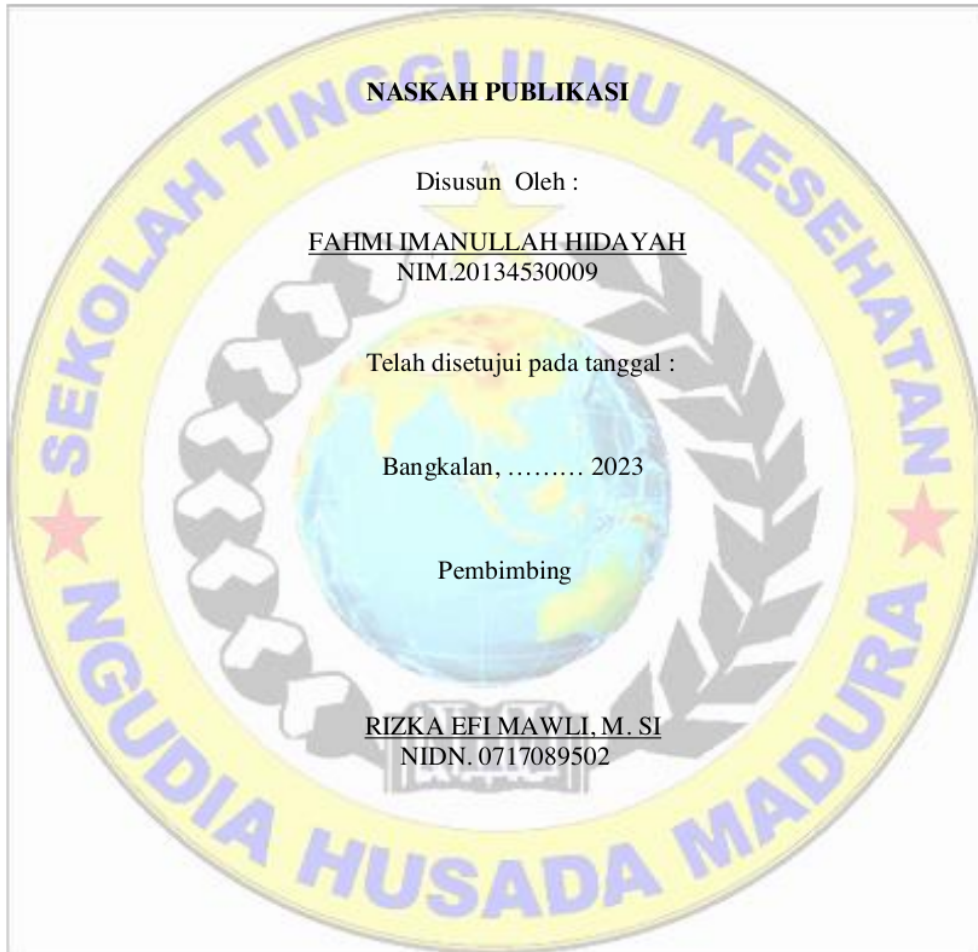 NASKAH PUBLIKASI
Disusun Oleh :
FAHMI IMANULLAH HIDAYAH
NIM.20134530009
Telah disetujui pada tanggal :
Bangkalan, ……… 2023
Pembimbing
RIZKA EFI MAWLI, M. SI
NIDN. 0717089502
SEKOLAH TINGGI ILMU KESEHATAN
NGUDIA HUSADA MADURA